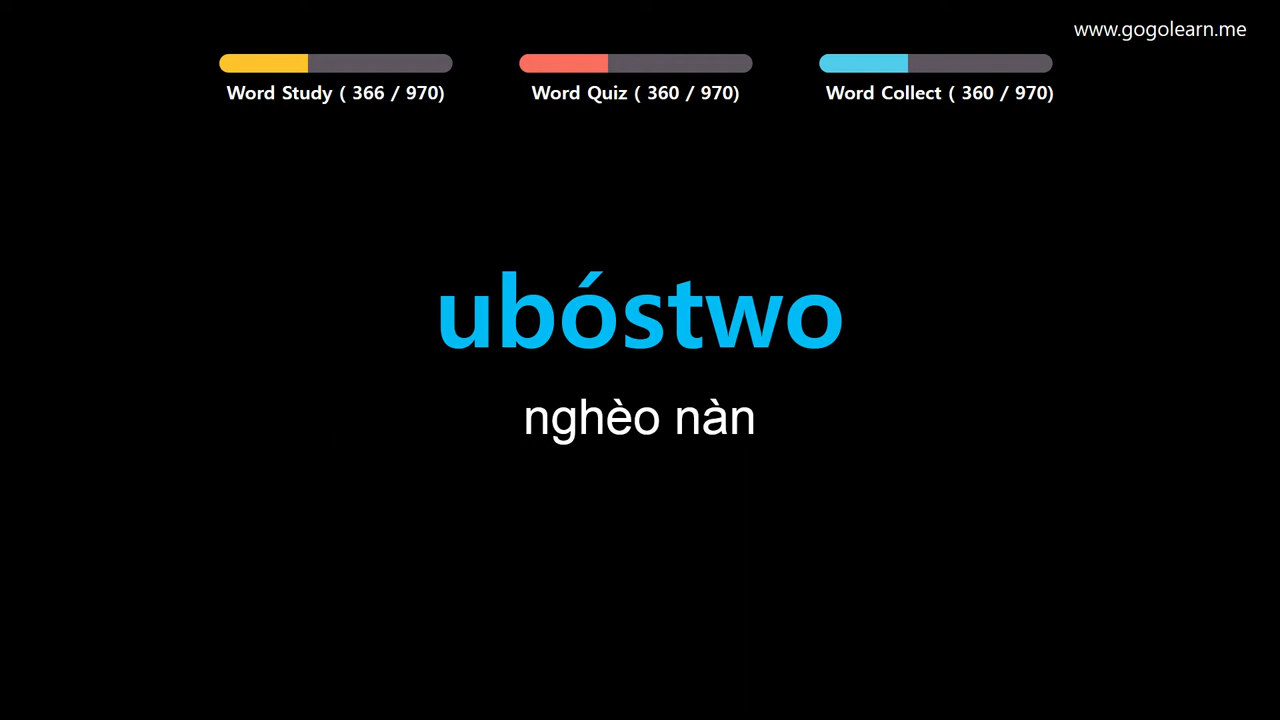 www.gogolearn.me
Word Study ( 366 / 970)
Word Quiz ( 360 / 970)
Word Collect ( 360 / 970)
ubóstwo
nghèo nàn